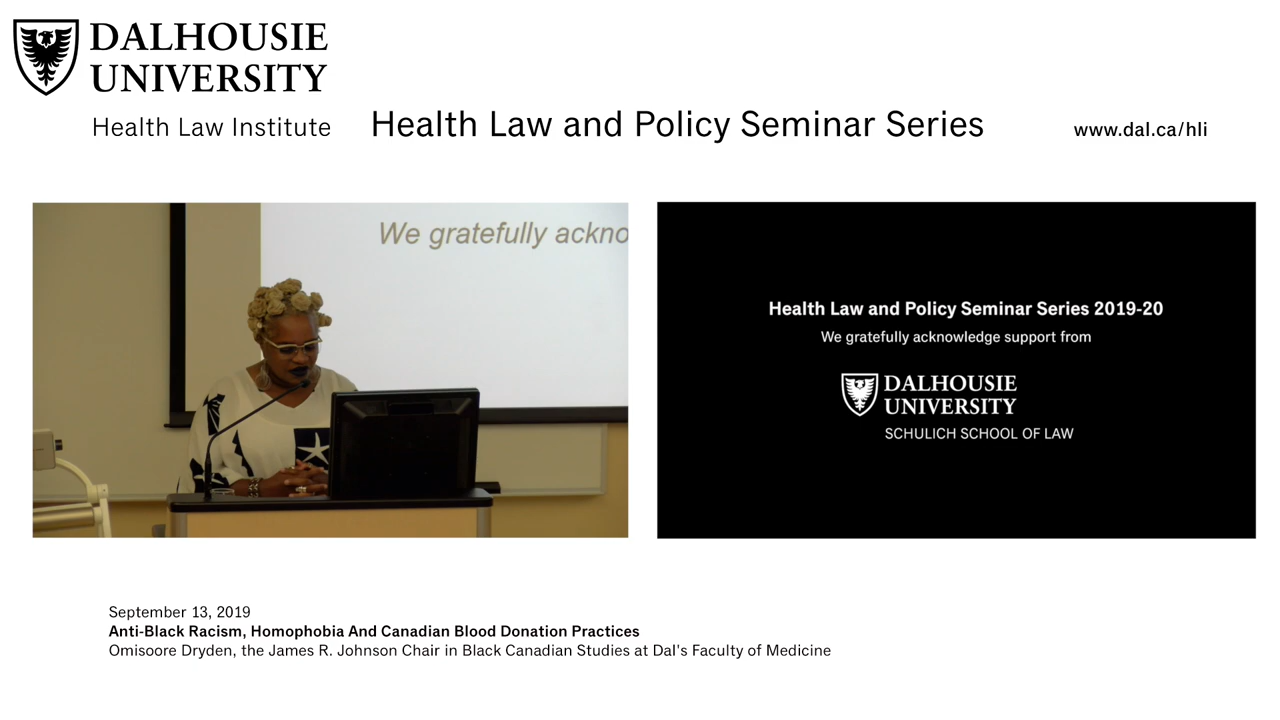 DALHOUSIE
UNIVERSITY
Health Law Institute
Health Law and Policy Seminar Series
www.dal.ca/hli
We gratefully ackno
Health Law and Policy Seminar Series 2019-20
We gratefully acknowledge support from
DALHOUSIE
UNIVERSITY
SCHULICH SCHOOL OF LAW
September 13, 2019
Anti-Black Racism, Homophobia And Canadian Blood Donation Practices
Omisoore Dryden, the James R. Johnson Chair in Black Canadian Studies at Dal's Faculty of Medicine